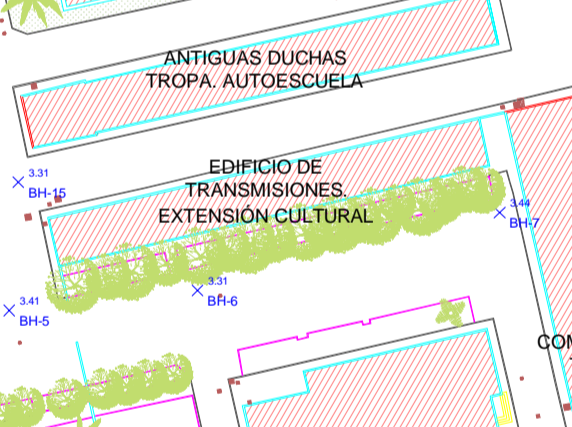 ANTIGUAS DUCHAS
TROPA. AUTOESCUELA
EDIFICIO DE
TRANSMISIONES.
EXTENSIÓN CULTURAL
3.31
BH-15
3.44
BH-7
3.31
BH-6
3.41
BH-5